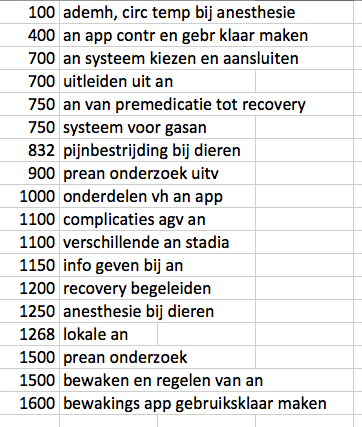 100 ademh, circ temp bij anesthesie
400 an app contr en gebr klaar maken
700 an systeem kiezen en aansluiten
700 uitleiden uit an
750 an van premedicatie tot recovery
750 systeem voor gasan
832 pijnbestrijding bij dieren
900 prean onderzoek uitv
1000 onderdelen vh an app
1100 complicaties agv an
1100 verschillende an stadia
1150 info geven bij an
1200 recovery begeleiden
1250 anesthesie bij dieren
1268 lokale an
1500 prean onderzoek
1500 bewaken en regelen van an
1600 bewakings app gebruiksklaar maken